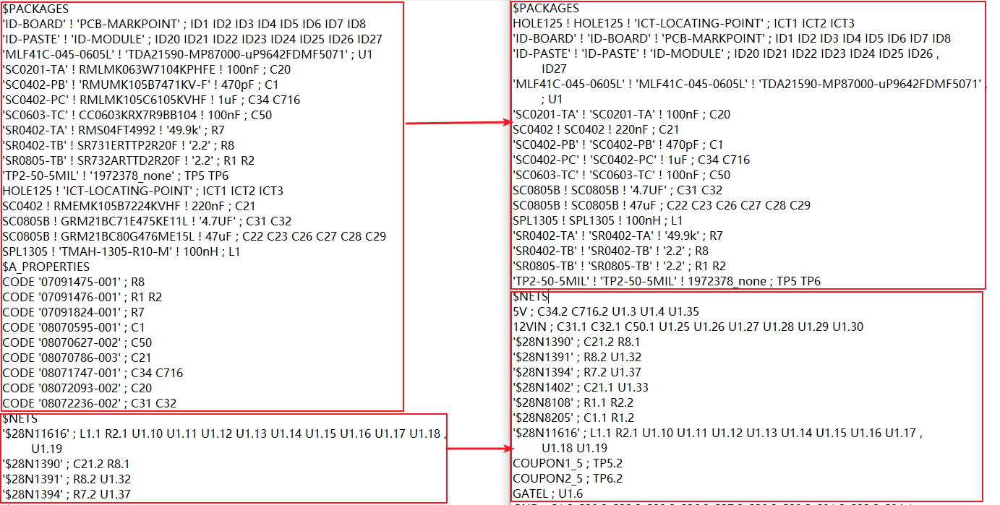 $PACKAGES
'ID-BOARD' ! 'PCB-MARKPOINT' ; ID1 ID2 ID3 ID4 ID5 ID6 ID7 ID8
'ID-PASTE' ! 'ID-MODULE' ; ID20 ID21 ID22 ID23 ID24 ID25 ID26 ID27
'MLF41C-045-0605L' ! 'TDA21590-MP87000-uP9642FDMF5071' ; U1
'SC0201-TA' ! RMLMK063W7104KPHFE ! 100nF ; C20
'SC0402-PB' ! 'RMUMK105B7471KV-F' ! 470pF ; C1
'SC0402-PC' ! RMLMK105C6105KVHF ! 1uF ; C34 C716
'SC0603-TC' ! CC0603KRX7R9BB104 ! 100nF ; C50
'SR0402-TA' ! RMS04FT4992 ! '49.9k' ; R7
'SR0402-TB' ! SR731ERTTP2R20F ! '2.2' ; R8
'SR0805-TB' ! SR732ARTTD2R20F ! '2.2' ; R1 R2
'TP2-50-5MIL' ! '1972378_none' ; TP5 TP6
HOLE125 ! 'ICT-LOCATING-POINT' ; ICT1 ICT2 ICT3
SC0402 ! RMEMK105B7224KVHF ! 220nF ; C21
SC0805B ! GRM21BC71E475KE11L ! '4.7UF' ; C31 C32
SC0805B ! GRM21BC80G476ME15L ! 47uF ; C22 C23 C26 C27 C28 C29
SPL1305 ! 'TMAH-1305-R10-M' ! 100nH ; L1
$A_PROPERTIES
CODE '07091475-001' ; R8
CODE '07091476-001' ; R1 R2
CODE '07091824-001' ; R7
CODE '08070595-001' ; C1
CODE '08070627-002' ; C50
CODE '08070786-003' ; C21
CODE '08071747-001' ; C34 C716
CODE '08072093-002' ; C20
CODE '08072236-002' ; C31 C32
$NETS
'$28N11616' ; L1.1 R2.1 U1.10 U1.11 U1.12 U1.13 U1.14 U1.15 U1.16 U1.17 U1.18 ,
U1.19
'$28N1390' ; C21.2 R8.1
'$28N1391' ; R8.2 U1.32
'$28N1394' ; R7.2 U1.37
$PACKAGES
HOLE125 ! HOLE125 ! 'ICT-LOCATING-POINT' ; ICT1 ICT2 ICT3
'ID-BOARD' ! 'ID-BOARD' ! 'PCB-MARKPOINT' ; ID1 ID2 ID3 ID4 ID5 ID6 ID7 ID8
'ID-PASTE' ! 'ID-PASTE' ! 'ID-MODULE' ; ID20 ID21 ID22 ID23 ID24 ID25 ID26 ,
ID27
'MLF41C-045-0605L' ! 'MLF41C-045-0605L' ! 'TDA21590-MP87000-uP9642FDMF5071' ,
; U1
'SC0201-TA' ! 'SC0201-TA' ! 100nF ; C20
SC0402 ! SC0402 ! 220nF ; C21
'SC0402-PB' ! 'SC0402-PB' ! 470pF ; C1
'SC0402-PC' ! 'SC0402-PC' ! 1uF ; C34 C716
'SC0603-TC' ! 'SC0603-TC' ! 100nF ; C50
SC0805B ! SC0805B ! '4.7UF' ; C31 C32
SC0805B ! SC0805B ! 47uF ; C22 C23 C26 C27 C28 C29
SPL1305 ! SPL1305 ! 100nH ; L1
'SR0402-TA' ! 'SR0402-TA' ! '49.9k' ; R7
'SR0402-TB' ! 'SR0402-TB' ! '2.2' ; R8
'SR0805-TB' ! 'SR0805-TB' ! '2.2' ; R1 R2
'TP2-50-5MIL' ! 'TP2-50-5MIL' ! 1972378_none ; TP5 TP6
$NETS
5V ; C34.2 C716.2 U1.3 U1.4 U1.35
12VIN ; C31.1 C32.1 C50.1 U1.25 U1.26 U1.27 U1.28 U1.29 U1.30
'$28N1390' ; C21.2 R8.1
'$28N1391' ; R8.2 U1.32
'$28N1394' ; R7.2 U1.37
'$28N1402' ; C21.1 U1.33
'$28N8108' ; R1.1 R2.2
'$28N8205' ; C1.1 R1.2
'$28N11616' ; L1.1 R2.1 U1.10 U1.11 U1.12 U1.13 U1.14 U1.15 U1.16 U1.17 ,
U1.18 U1.19
COUPON1_5 ; TP5.2
COUPON2_5 ; TP6.2
GATEL ; U1.6